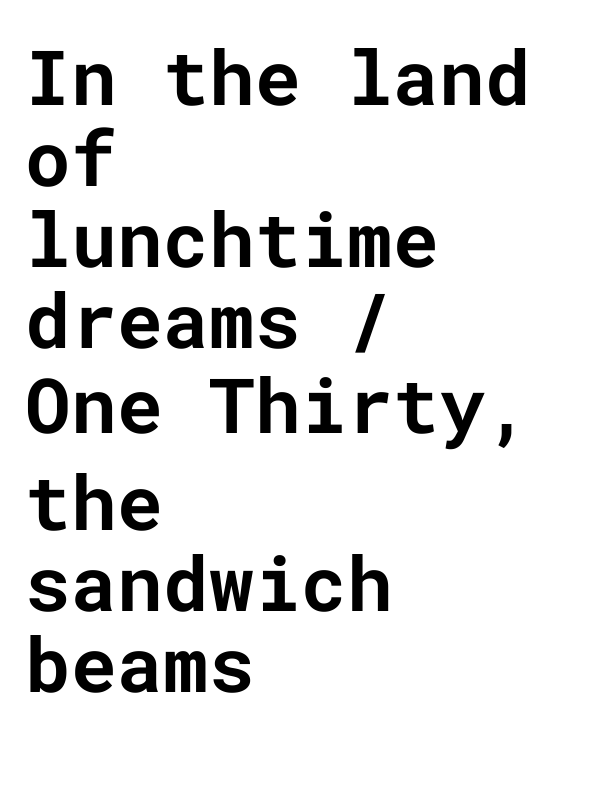 In the land
of
lunchtime
dreams /
One Thirty,
the
sandwich
beams